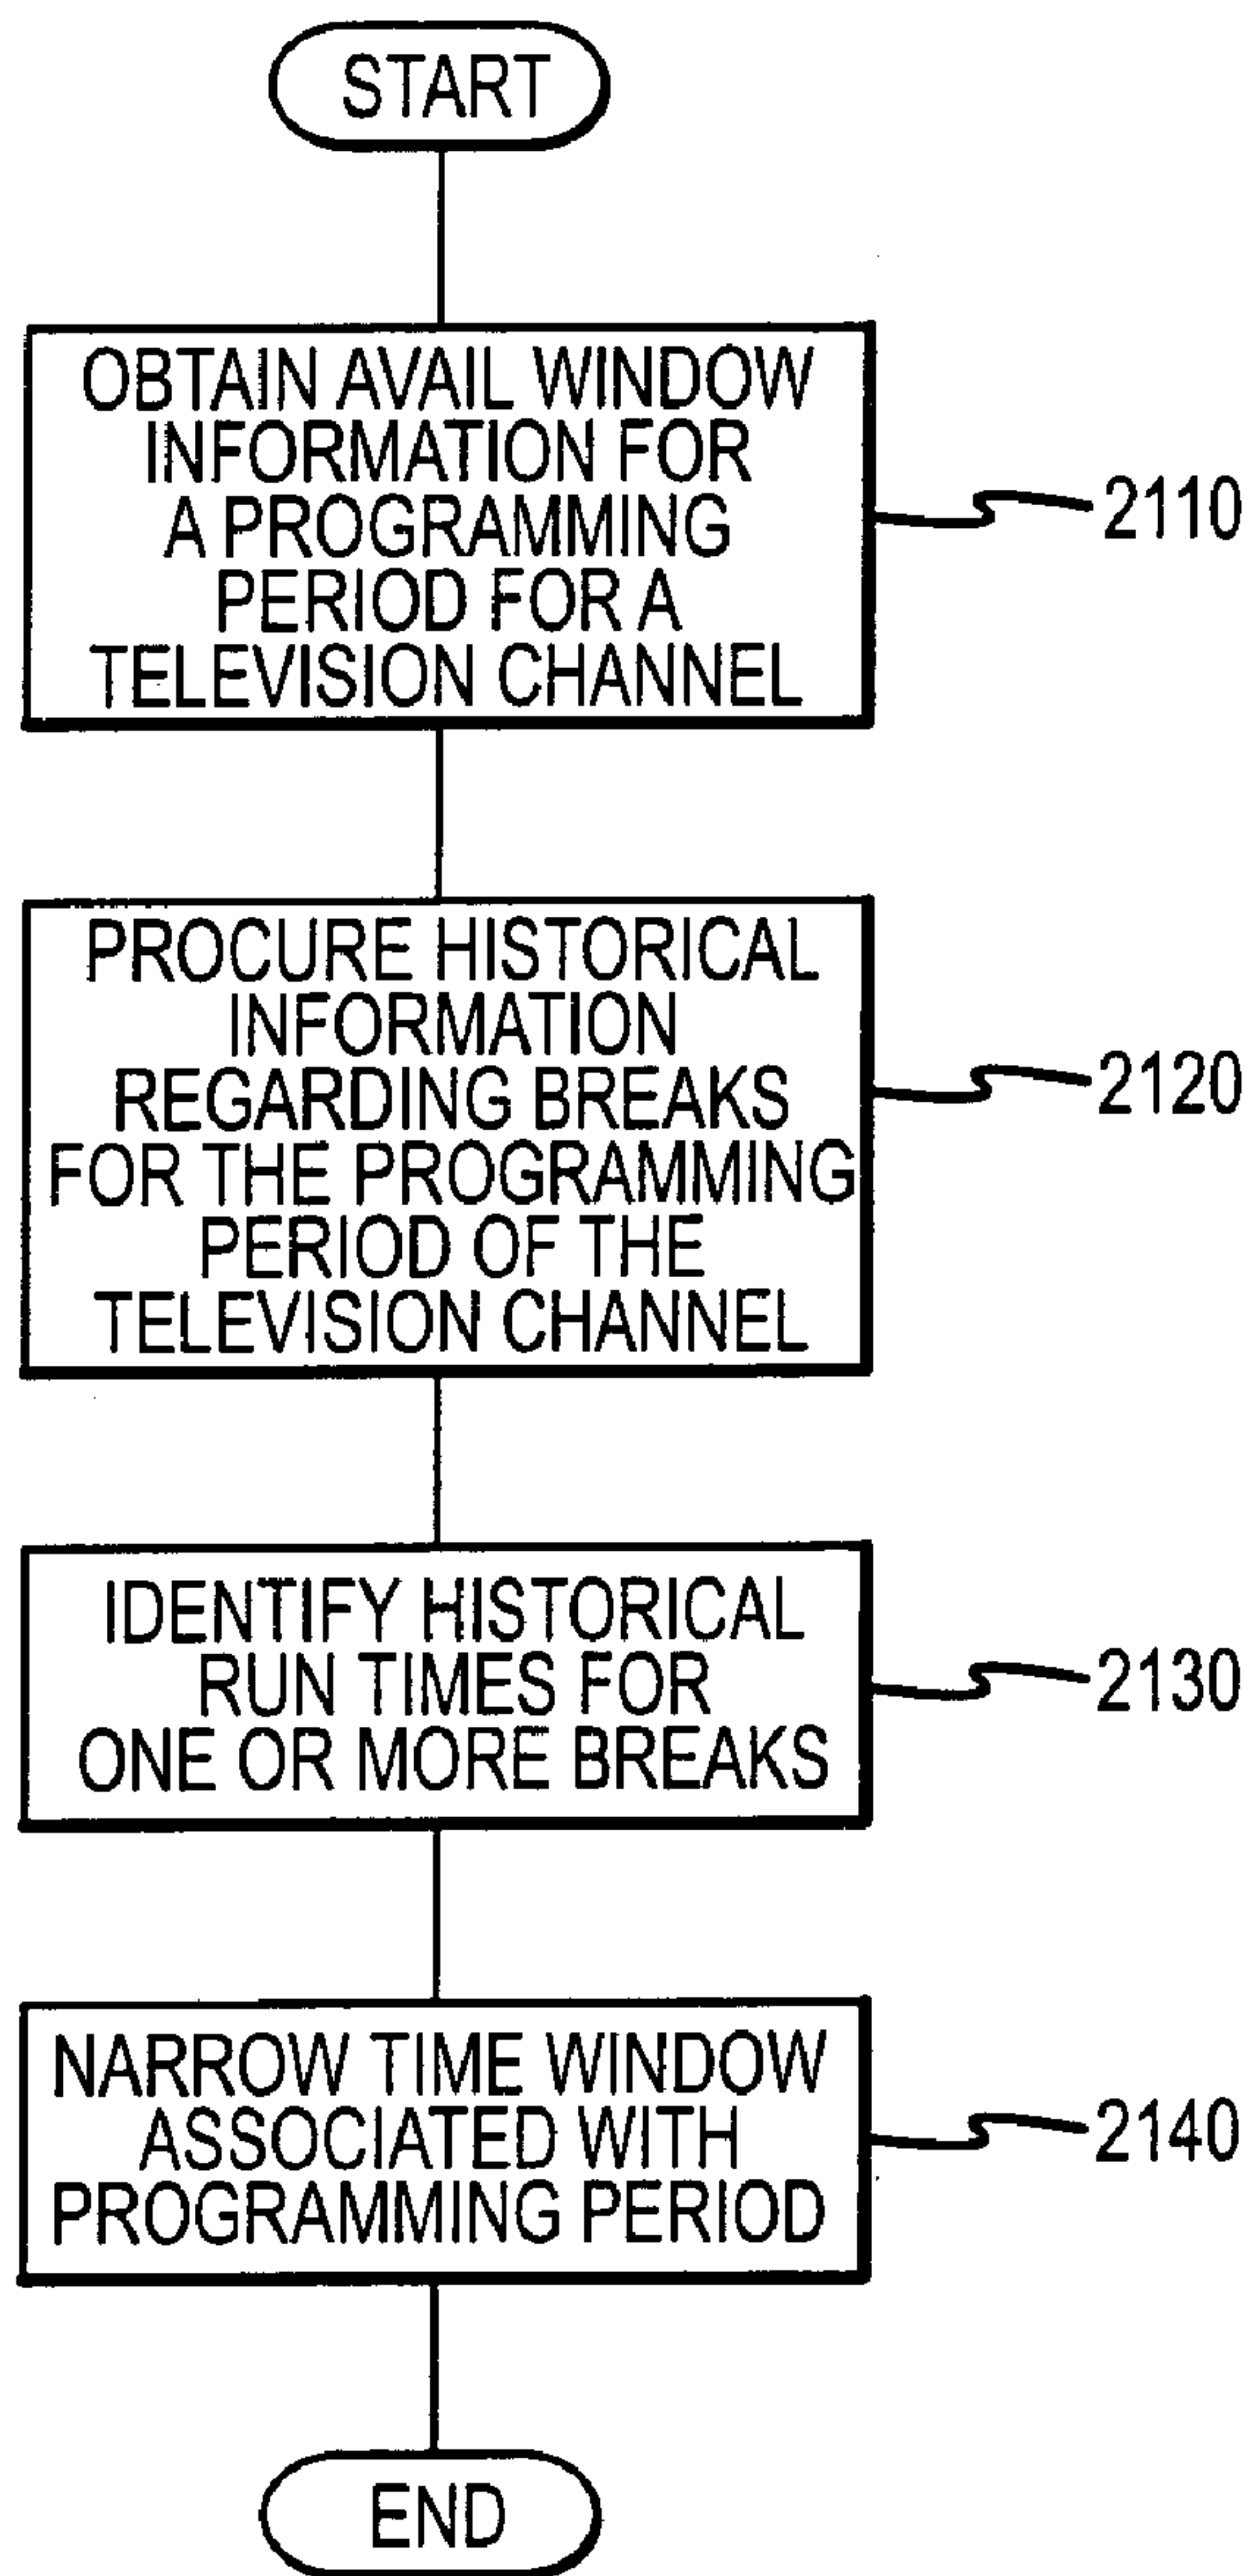 START
OBTAIN AVAIL WINDOW
INFORMATION FOR
A PROGRAMMING
PERIOD FOR A
TELEVISION CHANNEL
2110
PROCURE HISTORICAL
INFORMATION
REGARDING BREAKS
FOR THE PROGRAMMING
PERIOD OF THE
TELEVISION CHANNEL
2120
IDENTIFY HISTORICAL
RUN TIMES FOR
ONE OR MORE BREAKS
2130
NARROW TIME WINDOW
ASSOCIATED WITH
PROGRAMMING PERIOD
2140
END